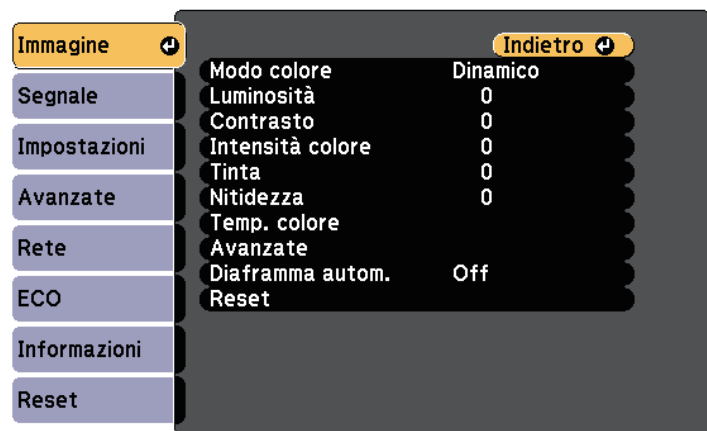 Immagine
Segnale
Impostazioni
Avanzate
Rete
ECO
Informazioni
Reset
Indietro
Modo colore Dinamico
Luminosità 0
Contrasto 0
Intensità colore 0
Tinta 0
Nitidezza 0
Temp. colore
Avanzate
Diaframma autom. Off
Reset